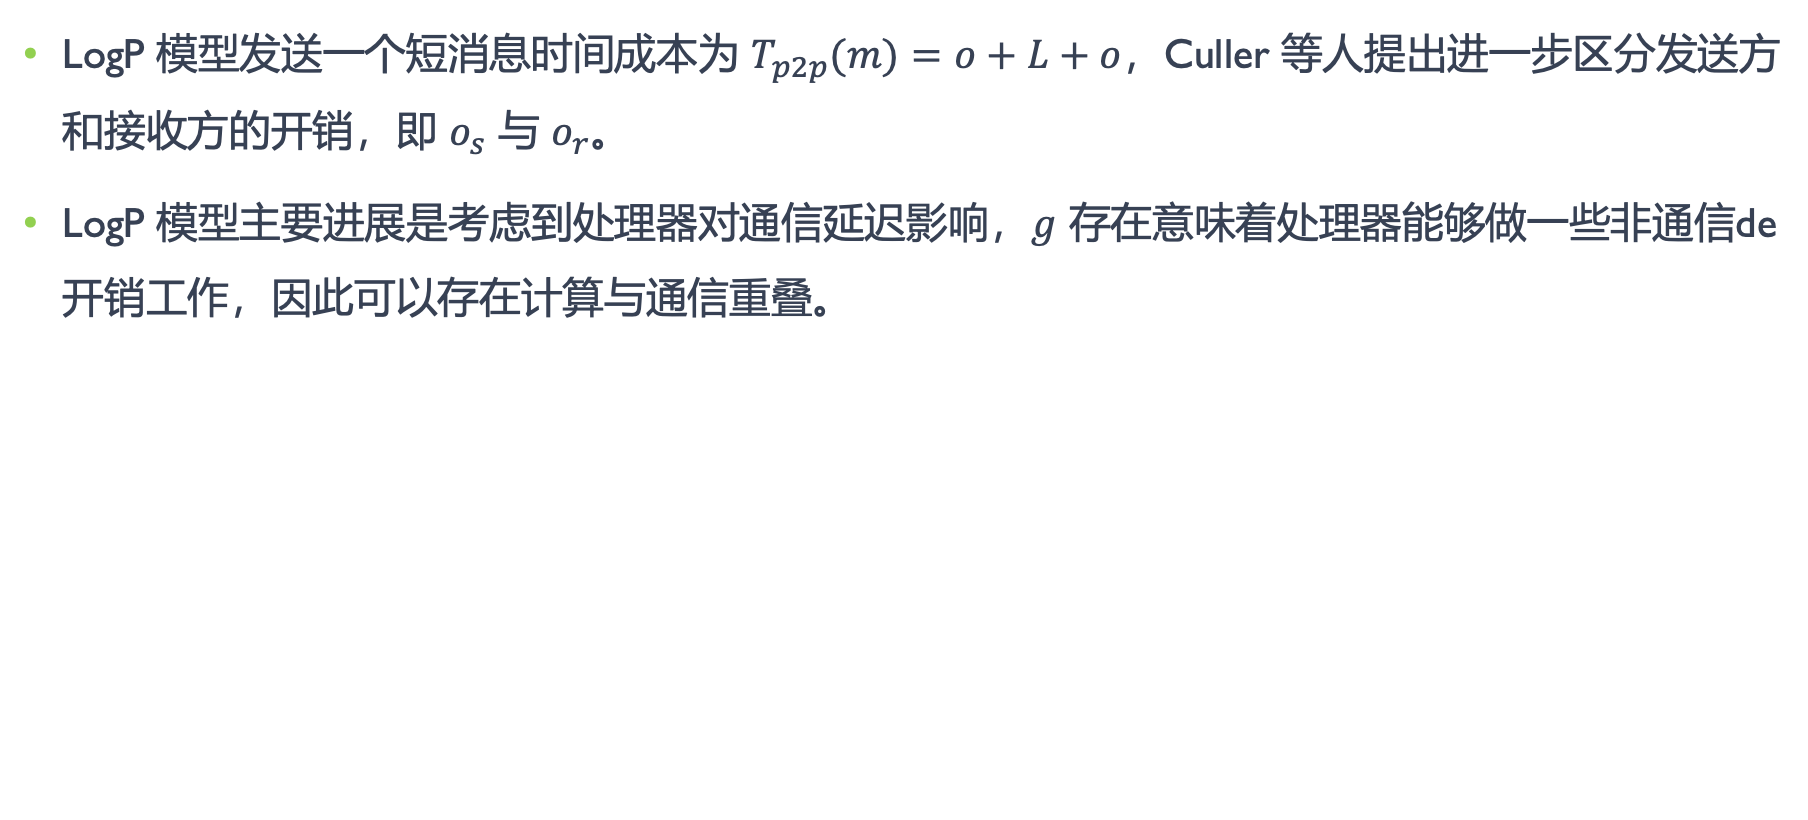 • LogP 模型发送一个短消息时间成本为 $T_{p2p}(m) = o + L + o$，Culler 等人提出进一步区分发送方
和接收方的开销，即 $o_s$ 与 $o_r$。
• LogP 模型主要进展是考虑到处理器对通信延迟影响，$g$ 存在意味着处理器能够做一些非通信de
开销工作，因此可以存在计算与通信重叠。